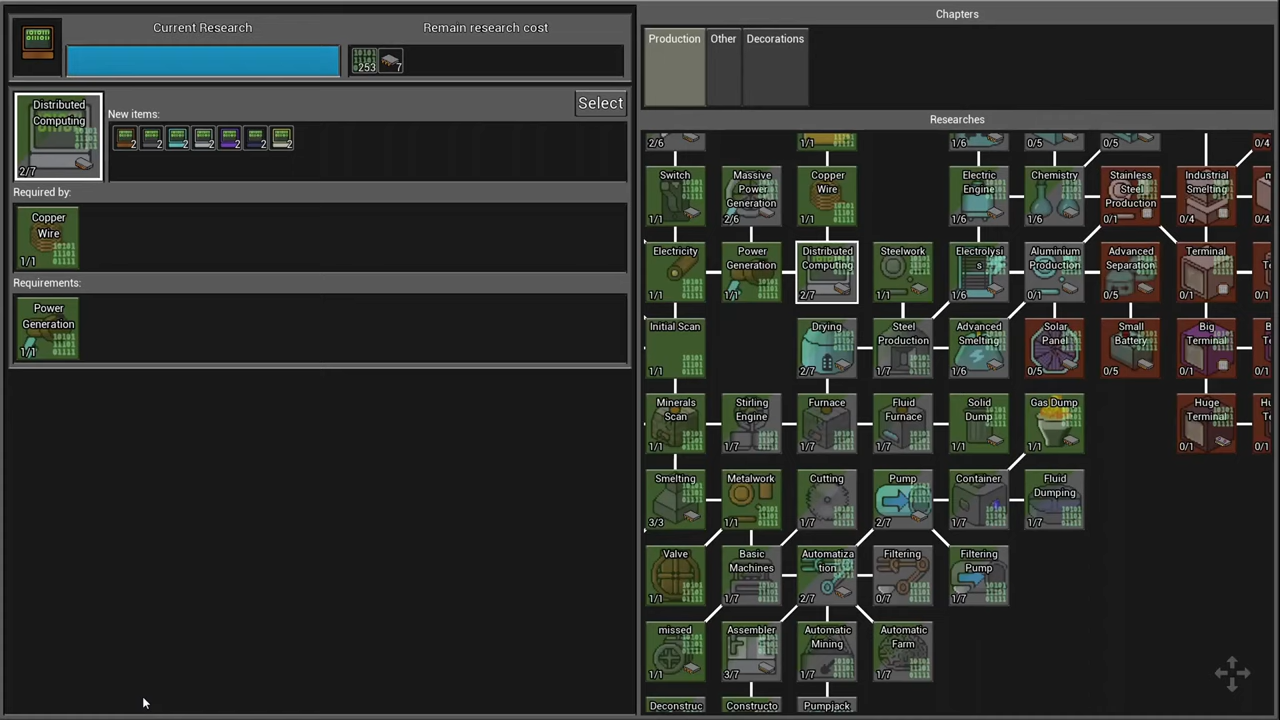 Current Research
Remain research cost
253
7
Distributed
Computing
2/7
New items:
2 2 2 2 2 2 2
Select
Required by:
Copper
Wire
1/1
Requirements:
Power
Generation
1/1
Chapters
Production
Other
Decorations
Researches
2/6
1/1
1/6
0/5
0/5
0/4
Switch
1/1
Massive
Power
Generation
2/6
Copper
Wire
1/1
Electric
Engine
1/6
Chemistry
1/6
Stainless
Steel
Production
0/1
Industrial
Smelting
0/4
Electricity
1/1
Power
Generation
1/1
Distributed
Computing
2/7
Steelwork
1/1
Electrolysi
s
1/6
Aluminium
Production
0/1
Advanced
Separation
0/5
Terminal
0/1
Initial Scan
1/1
Drying
2/7
Steel
Production
1/7
Advanced
Smelting
1/6
Solar
Panel
0/5
Small
Battery
0/5
Big
Terminal
0/1
Minerals
Scan
1/1
Stirling
Engine
1/7
Furnace
1/7
Fluid
Furnace
1/7
Solid
Dump
1/1
Gas Dump
1/1
Huge
Terminal
0/1
Smelting
3/3
Metalwork
1/1
Cutting
1/7
Pump
2/7
Container
1/7
Fluid
Dumping
1/7
Valve
1/1
Basic
Machines
1/7
Automatiza
tion
2/7
Filtering
0/7
Filtering
Pump
1/7
missed
1/1
Assembler
3/7
Automatic
Mining
1/7
Automatic
Farm
1/7
Deconstruc
Constructo
Pumpjack